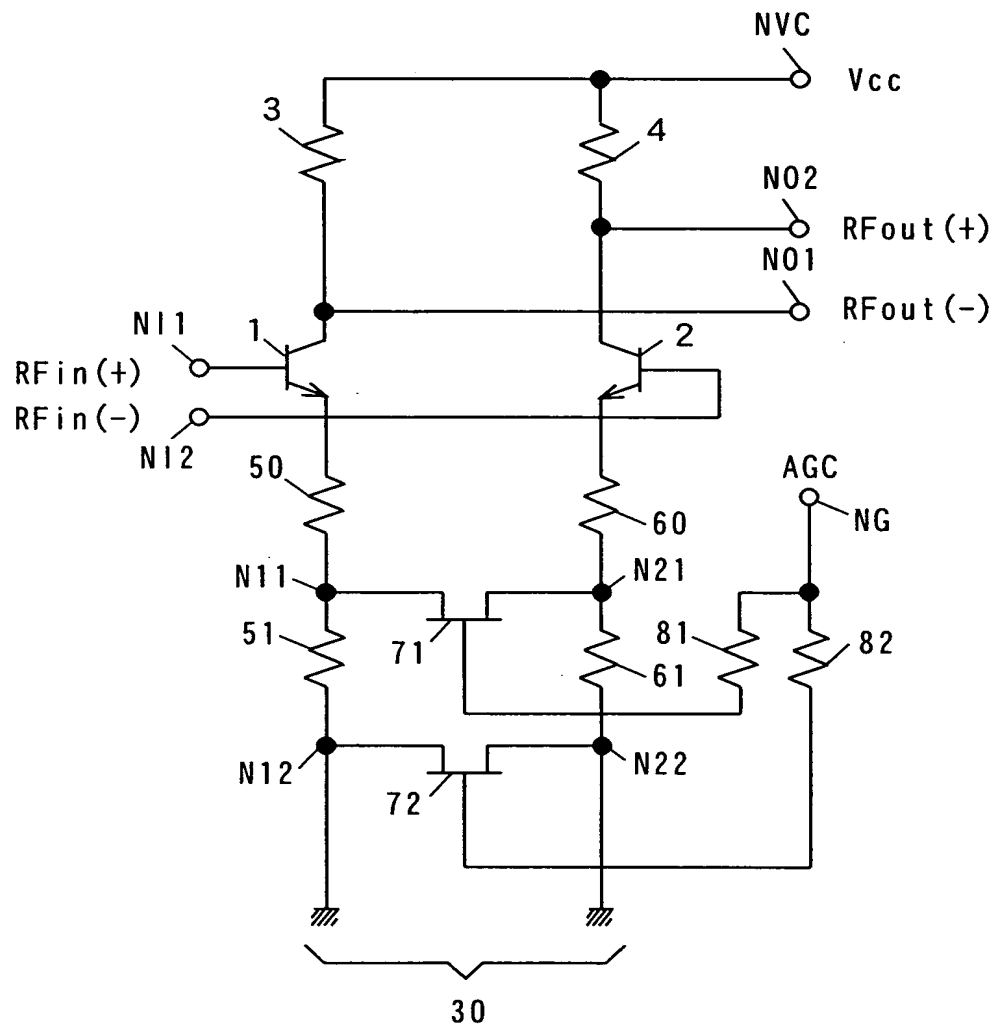 NVC
Vcc
3
4
NO2
RFout(+)
NO1
RFout(-)
NI1
1
2
RFin(+)
RFin(-)
NI2
50
60
AGC
NG
N11
N21
51
71
61
81
82
N12
72
N22
30